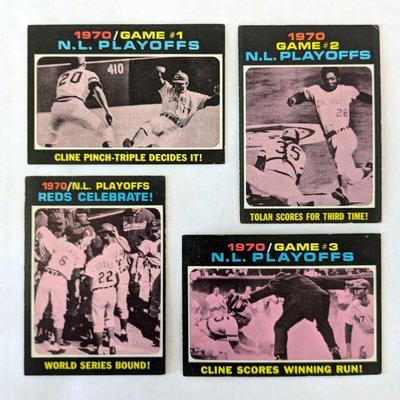 1970/GAME #1
N.L. PLAYOFFS
20
410
CLINE PINCH-TRIPLE DECIDES IT!
1970
GAME #2
N.L. PLAYOFFS
28
5
TOLAN SCORES FOR THIRD TIME!
1970/N.L. PLAYOFFS
REDS CELEBRATE!
6
22
WORLD SERIES BOUND!
1970/GAME #3
N.L. PLAYOFFS
47
CLINE SCORES WINNING RUN!